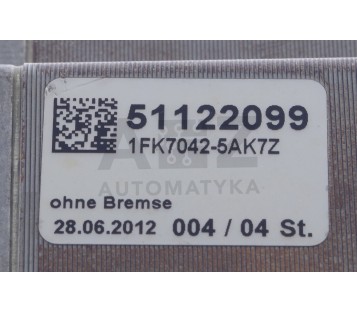 51122099
1FK7042-5AK7Z
AUTOMATYKA
ohne Bremse
28.06.2012 004 / 04 St.